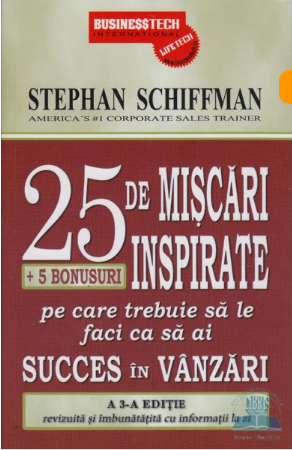 BUSINESSTECH
INTERNATIONAL
LIFETECH
STEPHAN SCHIFFMAN
AMERICA'S #1 CORPORATE SALES TRAINER
25 DE MIȘCĂRI
+ 5 BONUSURI INSPIRATE
pe care trebuie să le
faci ca să ai
SUCCES ÎN VÂNZĂRI
A 3-A EDIȚIE
revizuită și îmbunătățită cu informații la zi